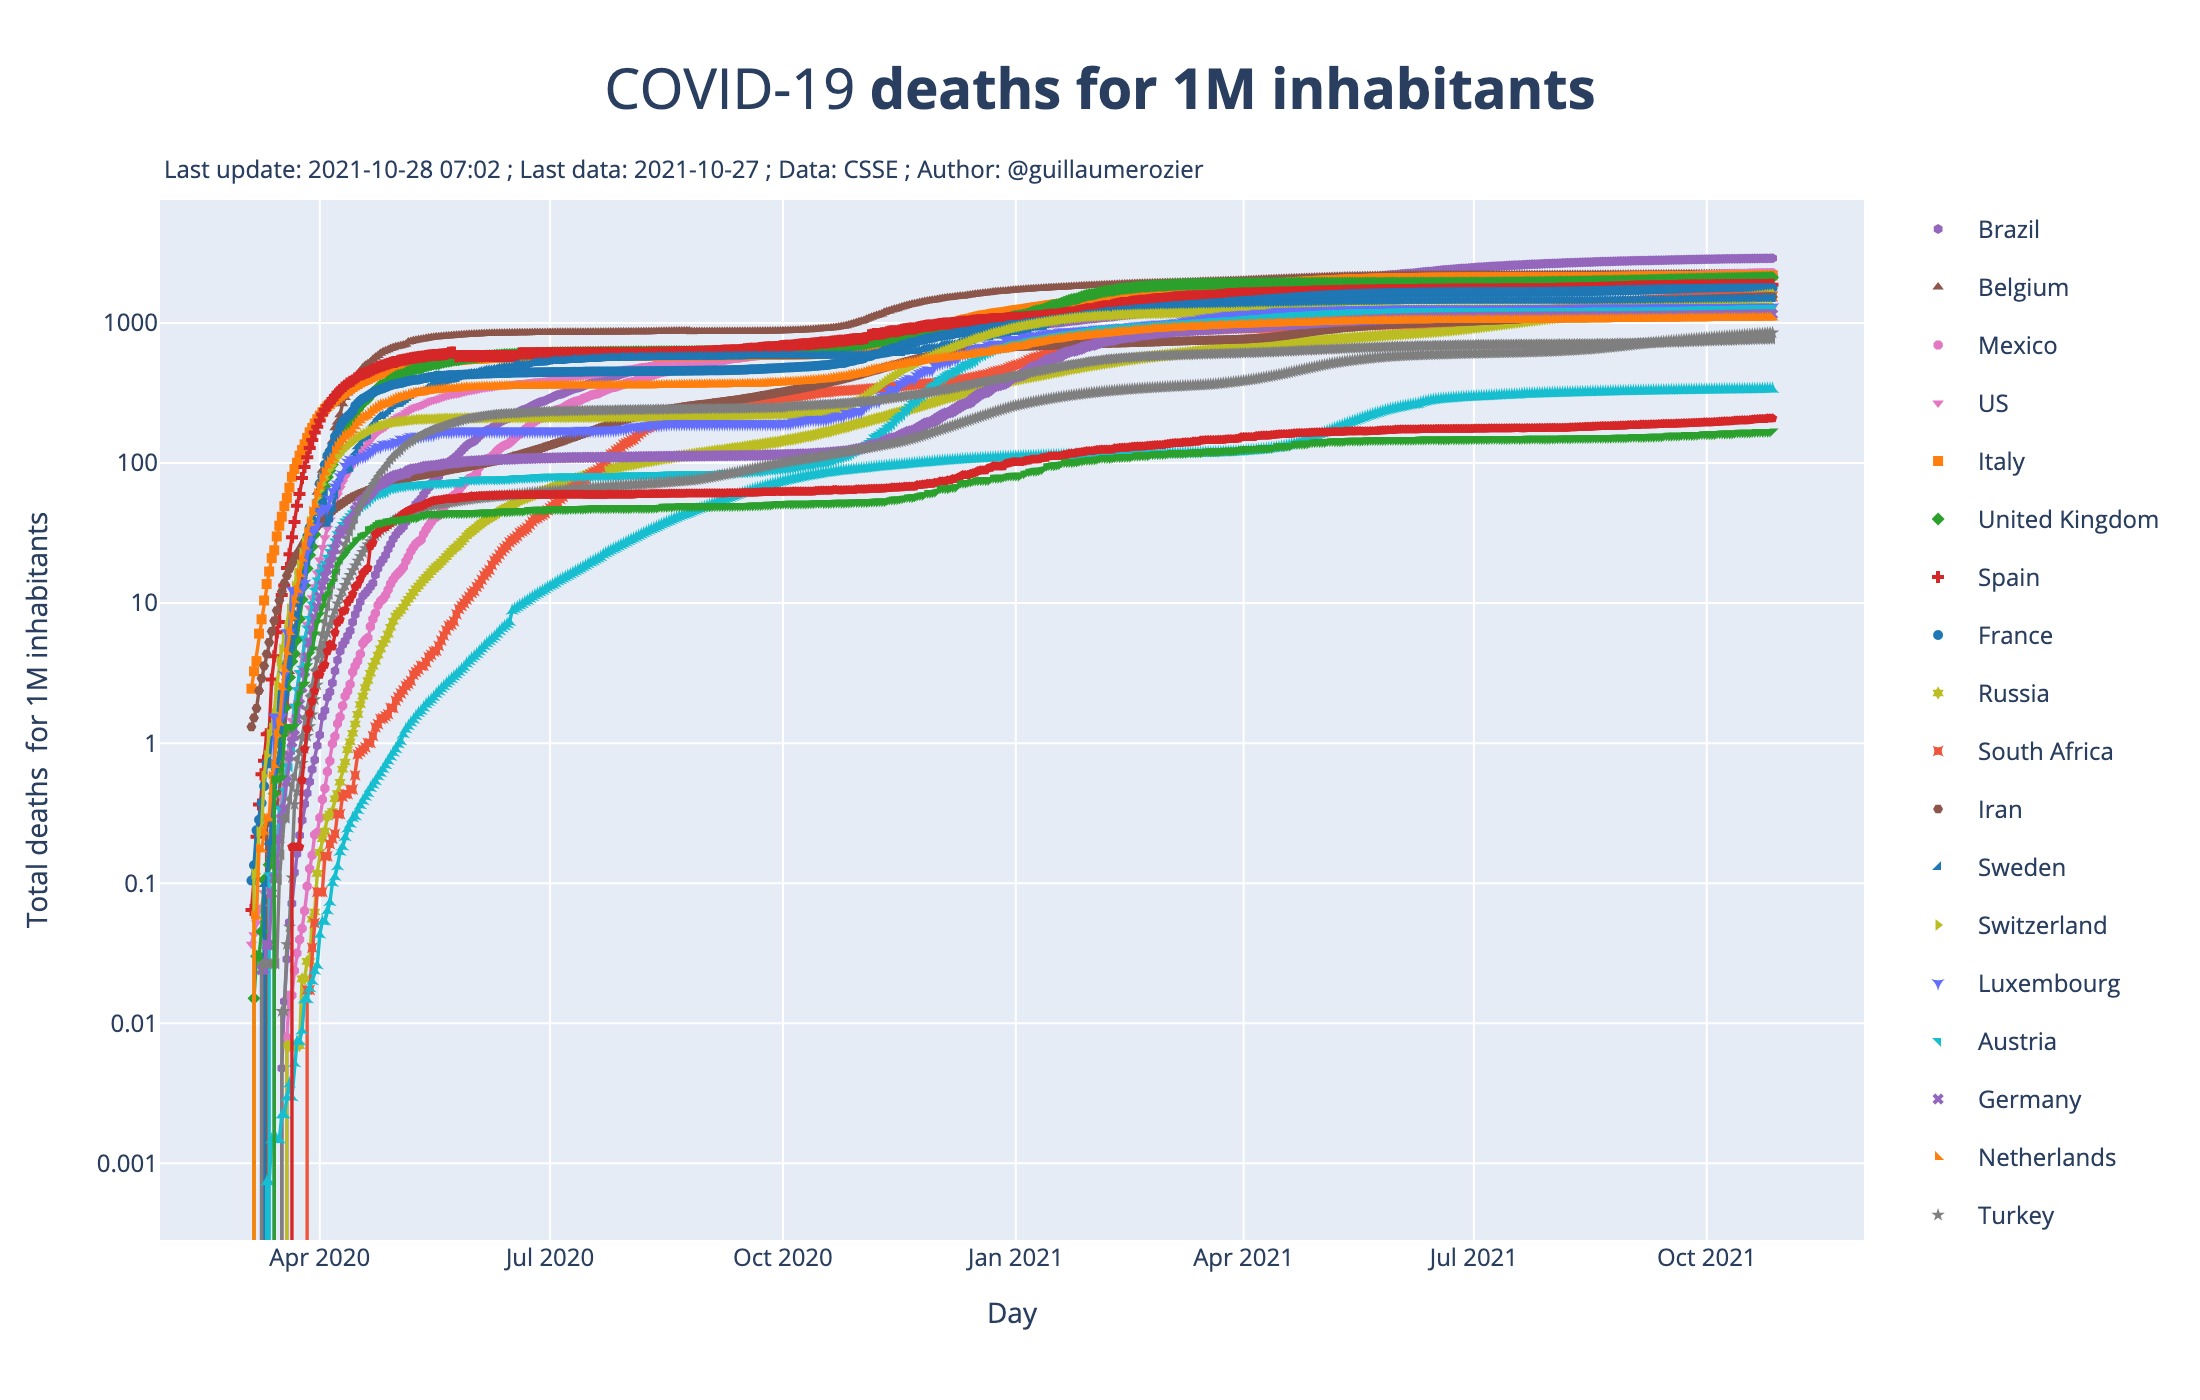 COVID-19 deaths for 1M inhabitants
Last update: 2021-10-28 07:02 ; Last data: 2021-10-27 ; Data: CSSE ; Author: @guillaumerozier
Total deaths for 1M inhabitants
1000
100
10
1
0.1
0.01
0.001
Apr 2020
Jul 2020
Oct 2020
Jan 2021
Apr 2021
Jul 2021
Oct 2021
Day
Brazil
Belgium
Mexico
US
Italy
United Kingdom
Spain
France
Russia
South Africa
Iran
Sweden
Switzerland
Luxembourg
Austria
Germany
Netherlands
Turkey